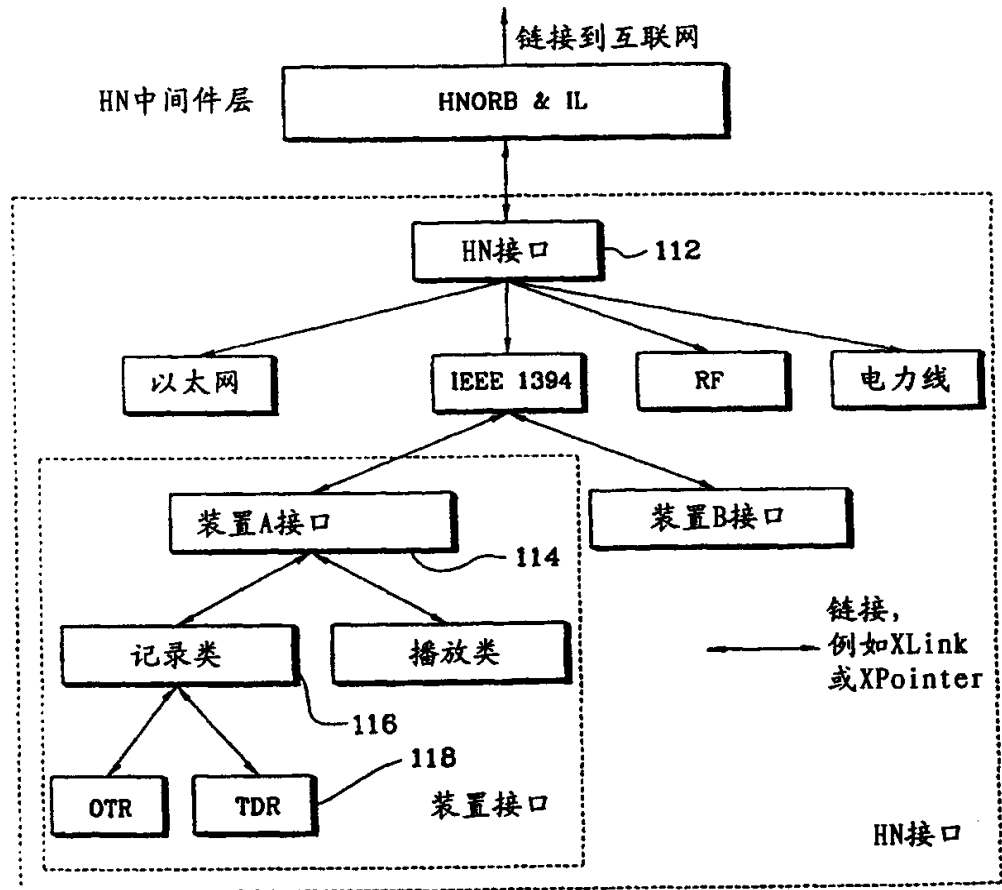 链接到互联网
HN中间件层
HNORB & IL
HN接口
112
以太网
IEEE 1394
RF
电力线
装置A接口
装置B接口
114
记录类
播放类
链接,
例如XLink
或XPointer
116
118
OTR
TDR
装置接口
HN接口